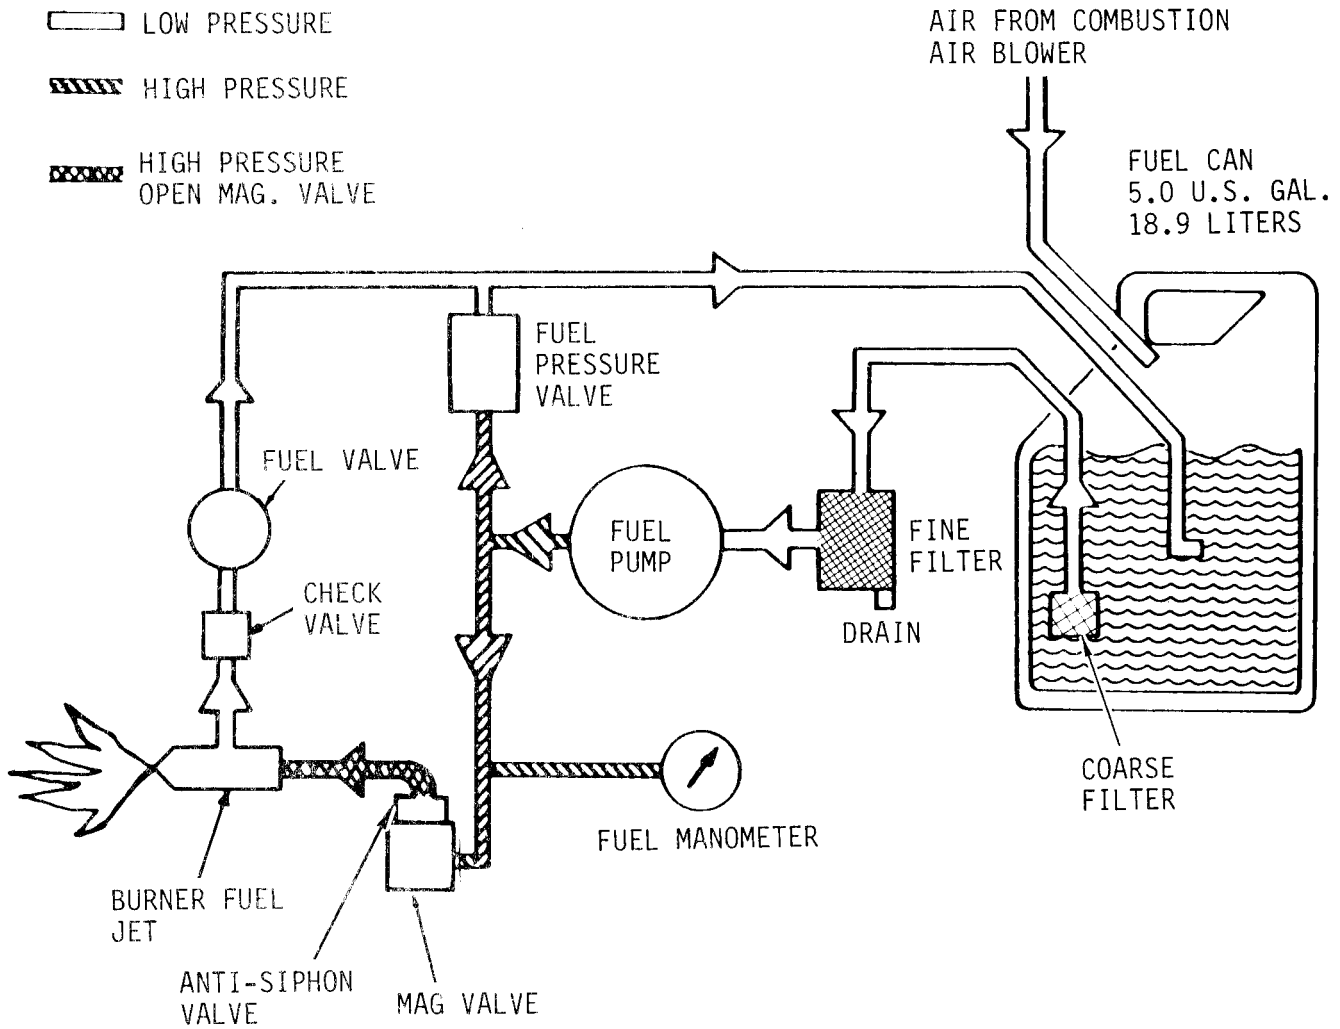 LOW PRESSURE
HIGH PRESSURE
HIGH PRESSURE
OPEN MAG. VALVE
AIR FROM COMBUSTION
AIR BLOWER
FUEL CAN
5.0 U.S. GAL.
18.9 LITERS
FUEL
PRESSURE
VALVE
FUEL VALVE
FUEL
PUMP
FINE
FILTER
CHECK
VALVE
DRAIN
COARSE
FILTER
FUEL MANOMETER
BURNER FUEL
JET
ANTI-SIPHON
VALVE
MAG VALVE